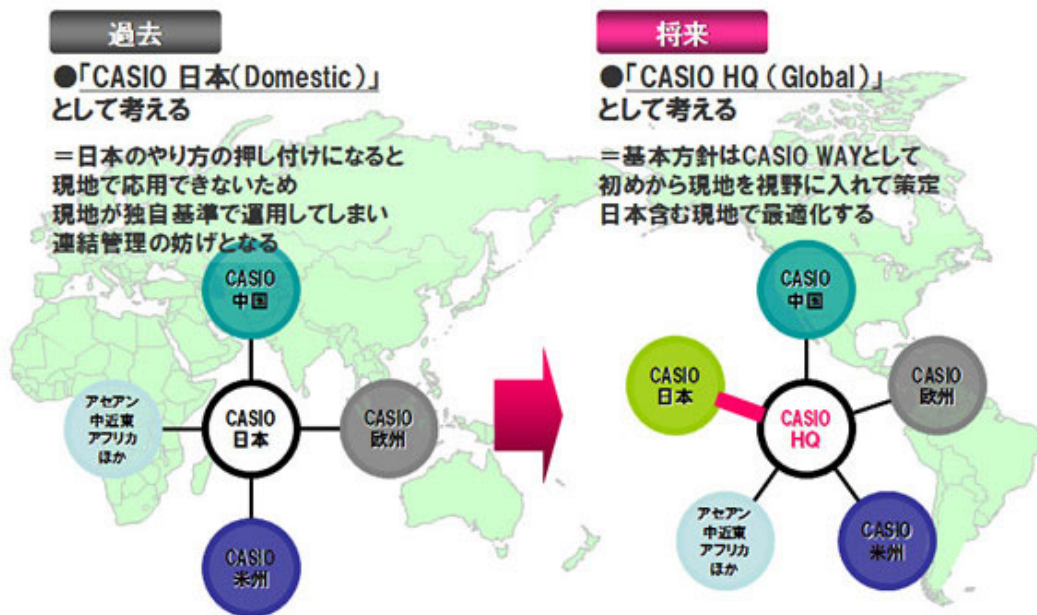 過去
●「CASIO 日本（Domestic）」
として考える
＝日本のやり方の押し付けになると
現地で応用できないため
現地が独自基準で運用してしまい
連結管理の妨げとなる
CASIO
中国
アセアン
中近東
アフリカ
ほか
CASIO
日本
CASIO
欧州
CASIO
米州
将来
●「CASIO HQ（Global）」
として考える
＝基本方針はCASIO WAYとして
初めから現地を視野に入れて策定
日本含む現地で最適化する
CASIO
中国
CASIO
日本
CASIO
欧州
CASIO
HQ
アセアン
中近東
アフリカ
ほか
CASIO
米州